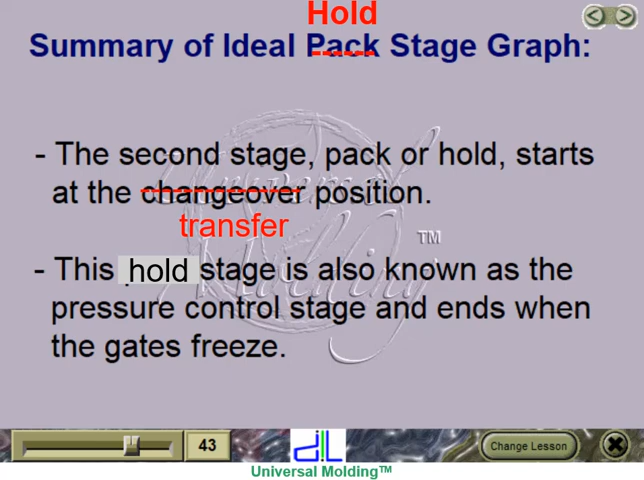 Hold
Summary of Ideal Pack Stage Graph:
- The second stage, pack or hold, starts
at the changeover position.
transfer
TM
- This hold stage is also known as the
pressure control stage and ends when
the gates freeze.
43
Change Lesson
Universal Molding™